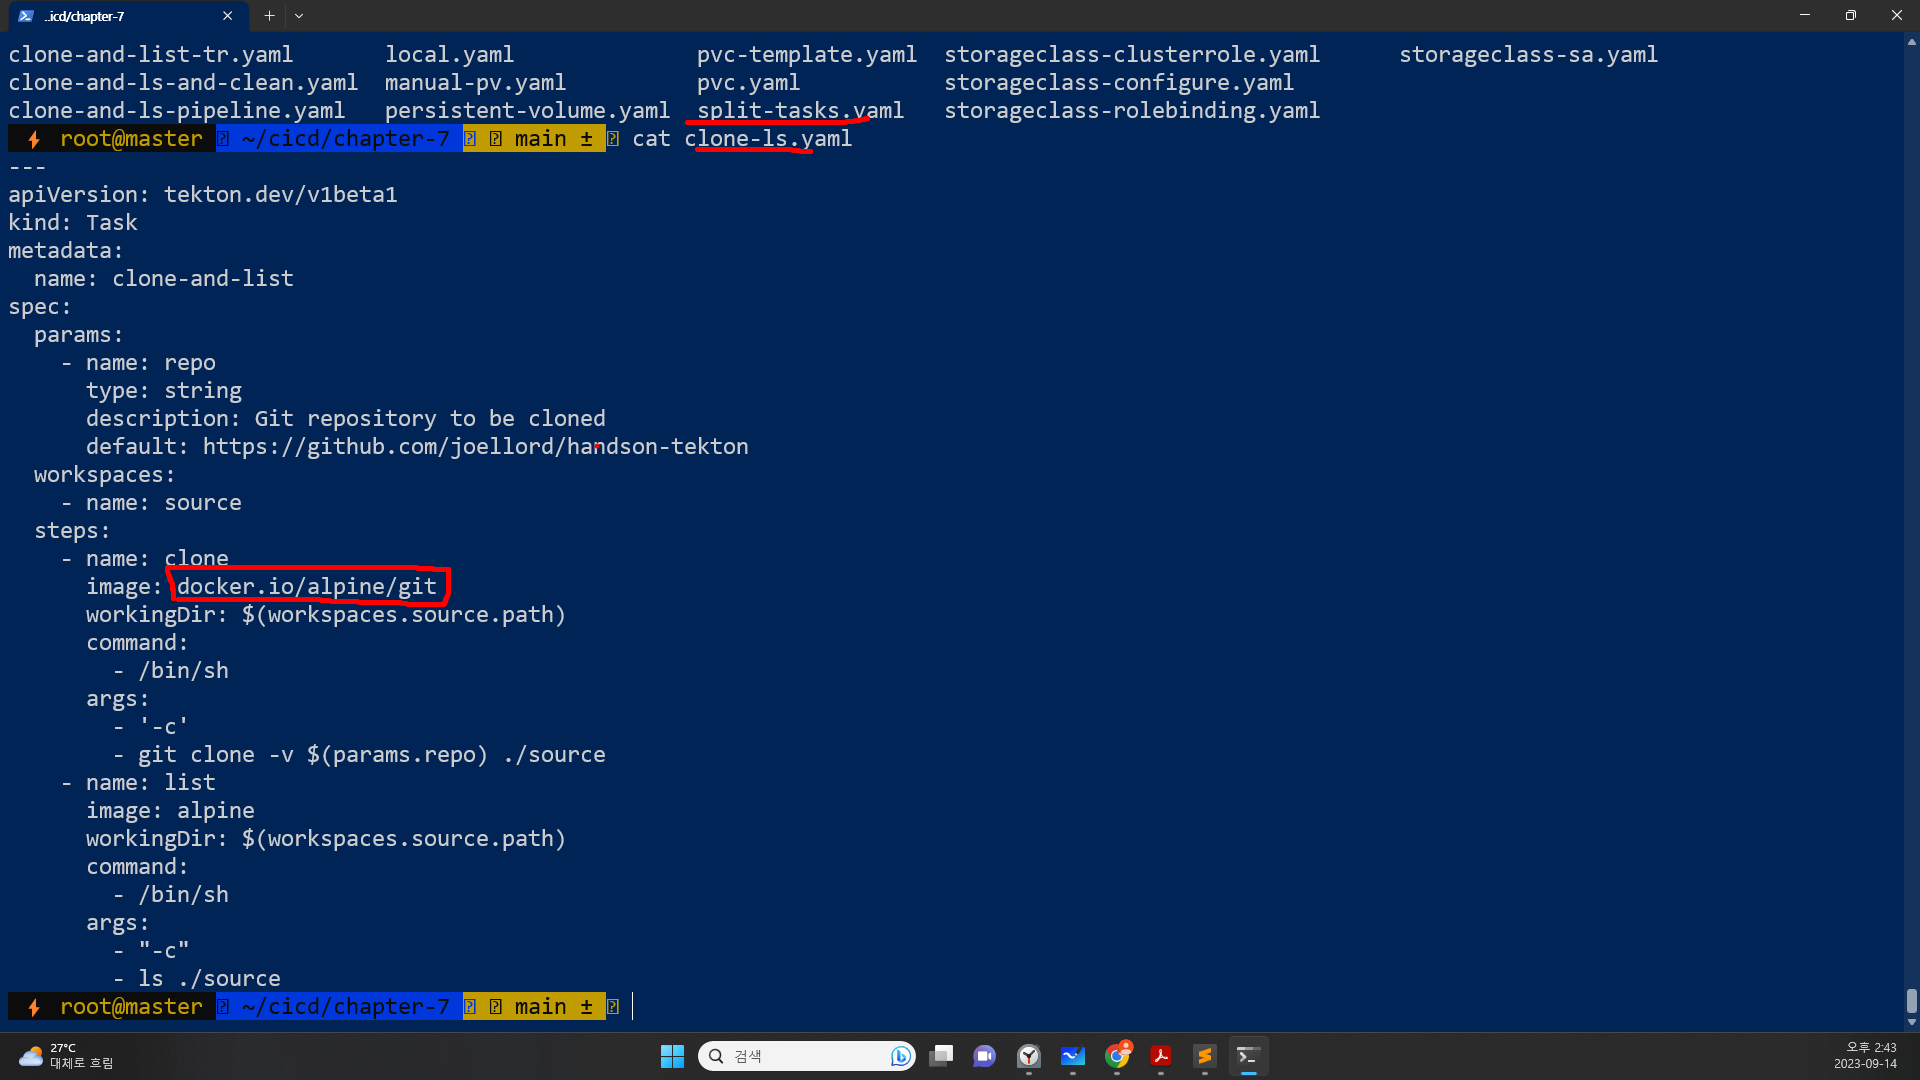 ..icd/chapter-7
clone-and-list-tr.yaml local.yaml pvc-template.yaml storageclass-clusterrole.yaml storageclass-sa.yaml
clone-and-ls-and-clean.yaml manual-pv.yaml pvc.yaml storageclass-configure.yaml
clone-and-ls-pipeline.yaml persistent-volume.yaml split-tasks.yaml storageclass-rolebinding.yaml
root@master ~/cicd/chapter-7 main ± cat clone-ls.yaml
---
apiVersion: tekton.dev/v1beta1
kind: Task
metadata:
  name: clone-and-list
spec:
  params:
    - name: repo
      type: string
      description: Git repository to be cloned
      default: https://github.com/joellord/handson-tekton
  workspaces:
    - name: source
  steps:
    - name: clone
      image: docker.io/alpine/git
      workingDir: $(workspaces.source.path)
      command:
        - /bin/sh
      args:
        - '-c'
        - git clone -v $(params.repo) ./source
    - name: list
      image: alpine
      workingDir: $(workspaces.source.path)
      command:
        - /bin/sh
      args:
        - "-c"
        - ls ./source
root@master ~/cicd/chapter-7 main ±
27°C
대체로 흐림
검색
오후 2:43
2023-09-14